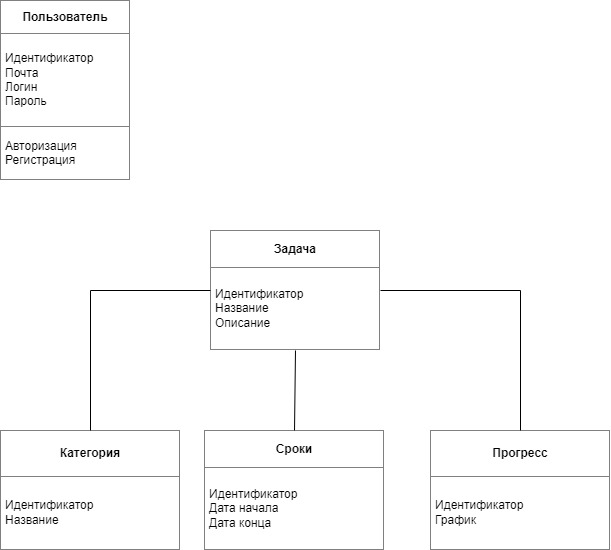 Пользователь
Идентификатор
Почта
Логин
Пароль
Авторизация
Регистрация
Задача
Идентификатор
Название
Описание
Категория
Идентификатор
Название
Сроки
Идентификатор
Дата начала
Дата конца
Прогресс
Идентификатор
График